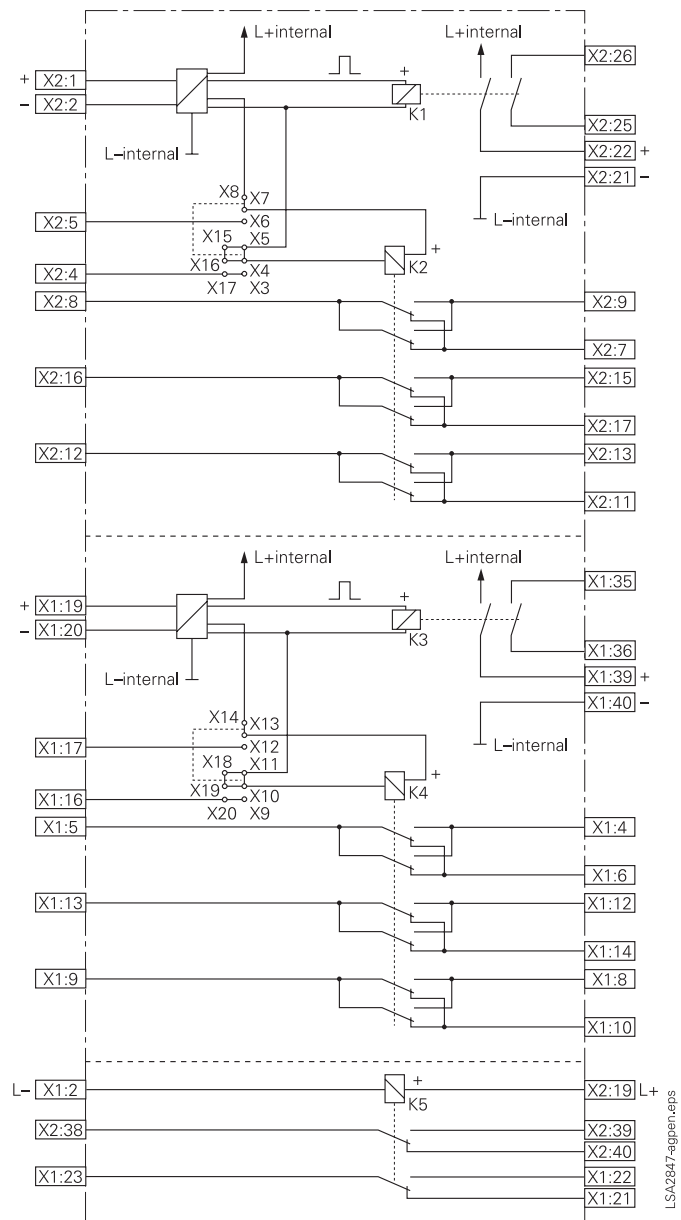 L+internal L+internal
X2:26
+ X2:1 +
- X2:2 K1
X2:25
L-internal X2:22 +
X2:21 -
X8 X7
X2:5 X6 L-internal
X15 X5 +
X16 X4 K2
X2:4 X17 X3
X2:8 X2:9
X2:7
X2:16 X2:15
X2:17
X2:12 X2:13
X2:11
L+internal L+internal
X1:35
+ X1:19 +
- X1:20 K3
X1:36
L-internal X1:39 +
X1:40 -
X14 X13
X1:17 X12 L-internal
X18 X11 +
X19 X10 K4
X1:16 X20 X9
X1:5 X1:4
X1:6
X1:13 X1:12
X1:14
X1:9 X1:8
X1:10
L- X1:2 + X2:19 L+
K5
X2:38 X2:39
X2:40
X1:23 X1:22
X1:21
LSA2847-agpen.eps